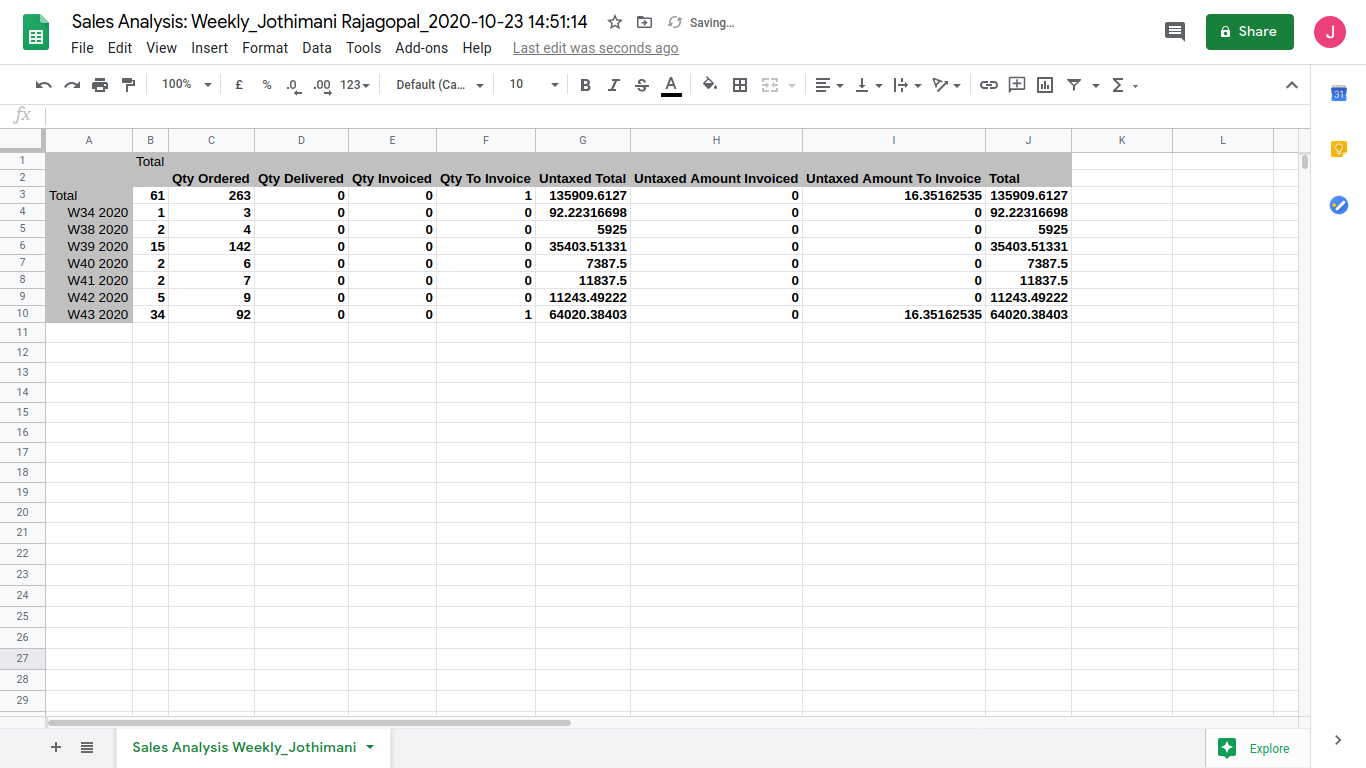 Sales Analysis: Weekly_Jothimani Rajagopal_2020-10-23 14:51:14 Saving...
File Edit View Insert Format Data Tools Add-ons Help Last edit was seconds ago
Share
J
100% £ % .0 .00 123 Default (Ca... 10 B I S A Σ
31
fx
A B C D E F G H I J K L
1 Total
2 Qty Ordered Qty Delivered Qty Invoiced Qty To Invoice Untaxed Total Untaxed Amount Invoiced Untaxed Amount To Invoice Total
3 Total 61 263 0 0 1 135909.6127 0 16.35162535 135909.6127
4 W34 2020 1 3 0 0 0 92.22316698 0 0 92.22316698
5 W38 2020 2 4 0 0 0 5925 0 0 5925
6 W39 2020 15 142 0 0 0 35403.51331 0 0 35403.51331
7 W40 2020 2 6 0 0 0 7387.5 0 0 7387.5
8 W41 2020 2 7 0 0 0 11837.5 0 0 11837.5
9 W42 2020 5 9 0 0 0 11243.49222 0 0 11243.49222
10 W43 2020 34 92 0 0 1 64020.38403 0 16.35162535 64020.38403
11
12
13
14
15
16
17
18
19
20
21
22
23
24
25
26
27
28
29
Sales Analysis Weekly_Jothimani
Explore